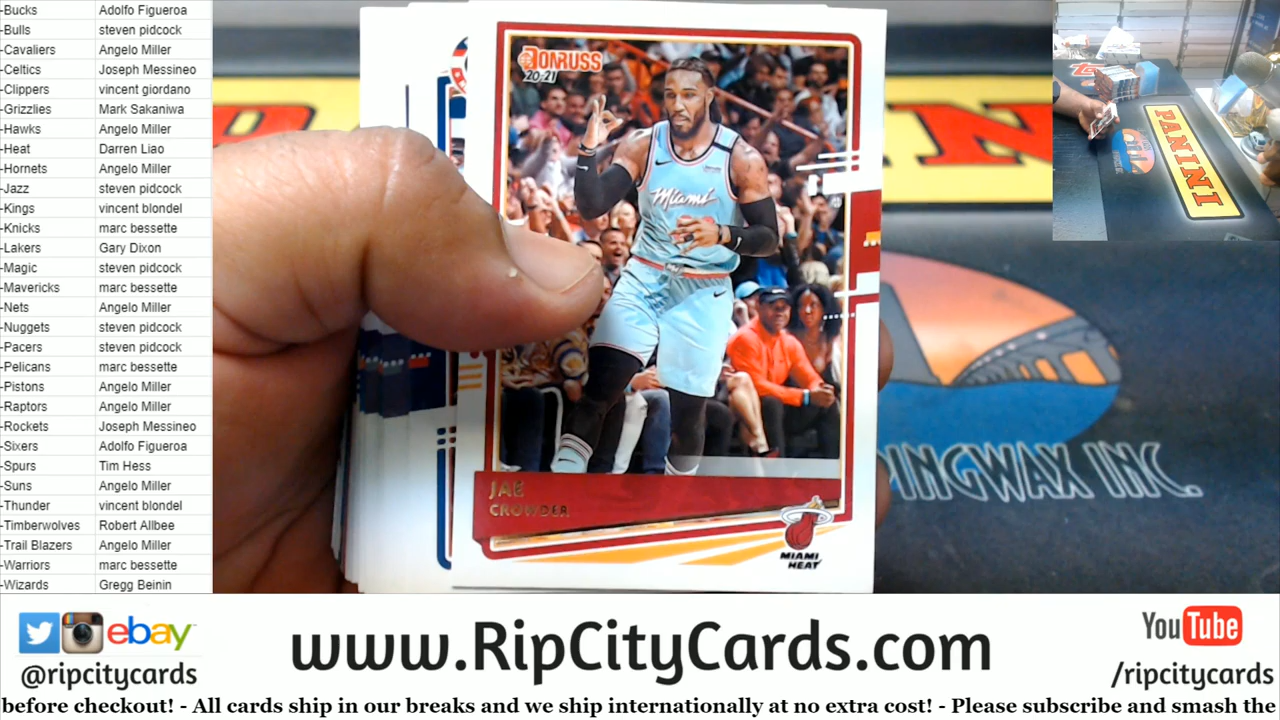 -Bucks Adolfo Figueroa
-Bulls steven pidcock
-Cavaliers Angelo Miller
-Celtics Joseph Messineo
-Clippers vincent giordano
-Grizzlies Mark Sakaniwa
-Hawks Angelo Miller
-Heat Darren Liao
-Hornets Angelo Miller
-Jazz steven pidcock
-Kings vincent blondel
-Knicks marc bessette
-Lakers Gary Dixon
-Magic steven pidcock
-Mavericks marc bessette
-Nets Angelo Miller
-Nuggets steven pidcock
-Pacers steven pidcock
-Pelicans marc bessette
-Pistons Angelo Miller
-Raptors Angelo Miller
-Rockets Joseph Messineo
-Sixers Adolfo Figueroa
-Spurs Tim Hess
-Suns Angelo Miller
-Thunder vincent blondel
-Timberwolves Robert Allbee
-Trail Blazers Angelo Miller
-Warriors marc bessette
-Wizards Gregg Beinin
DONRUSS
20-21
Miami
JAE
CROWDER
MIAMI
HEAT
PANINI
INGWAX INC.
ebay
@ripcitycards
www.RipCityCards.com
YouTube
/ripcitycards
before checkout! - All cards ship in our breaks and we ship internationally at no extra cost! - Please subscribe and smash the